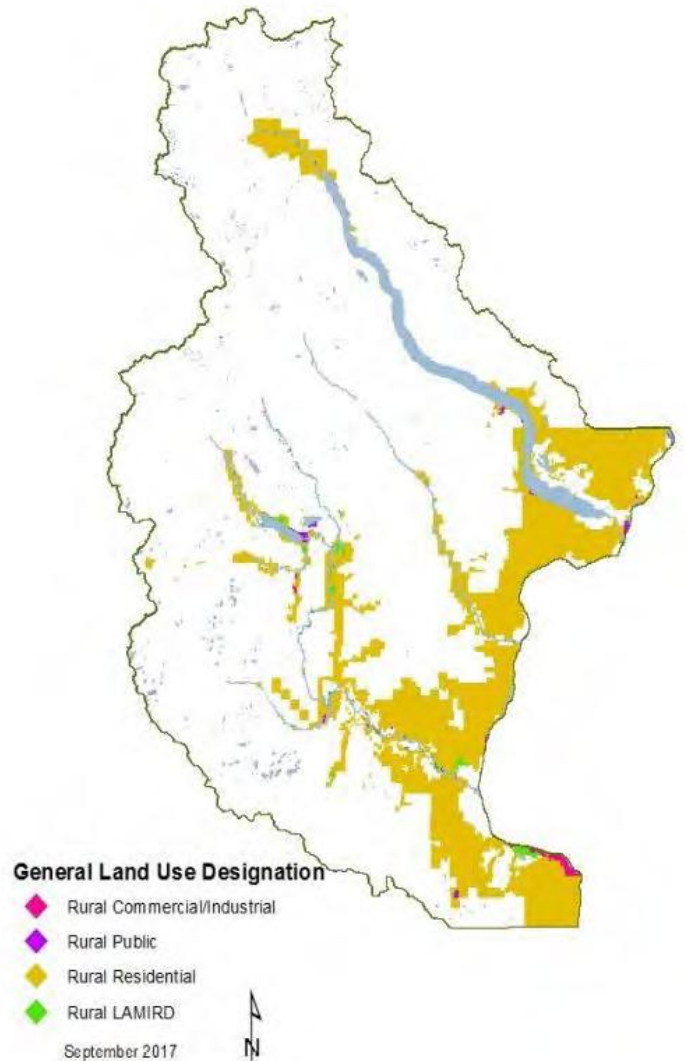 General Land Use Designation
Rural Commercial/Industrial
Rural Public
Rural Residential
Rural LAMIRD
September 2017
N